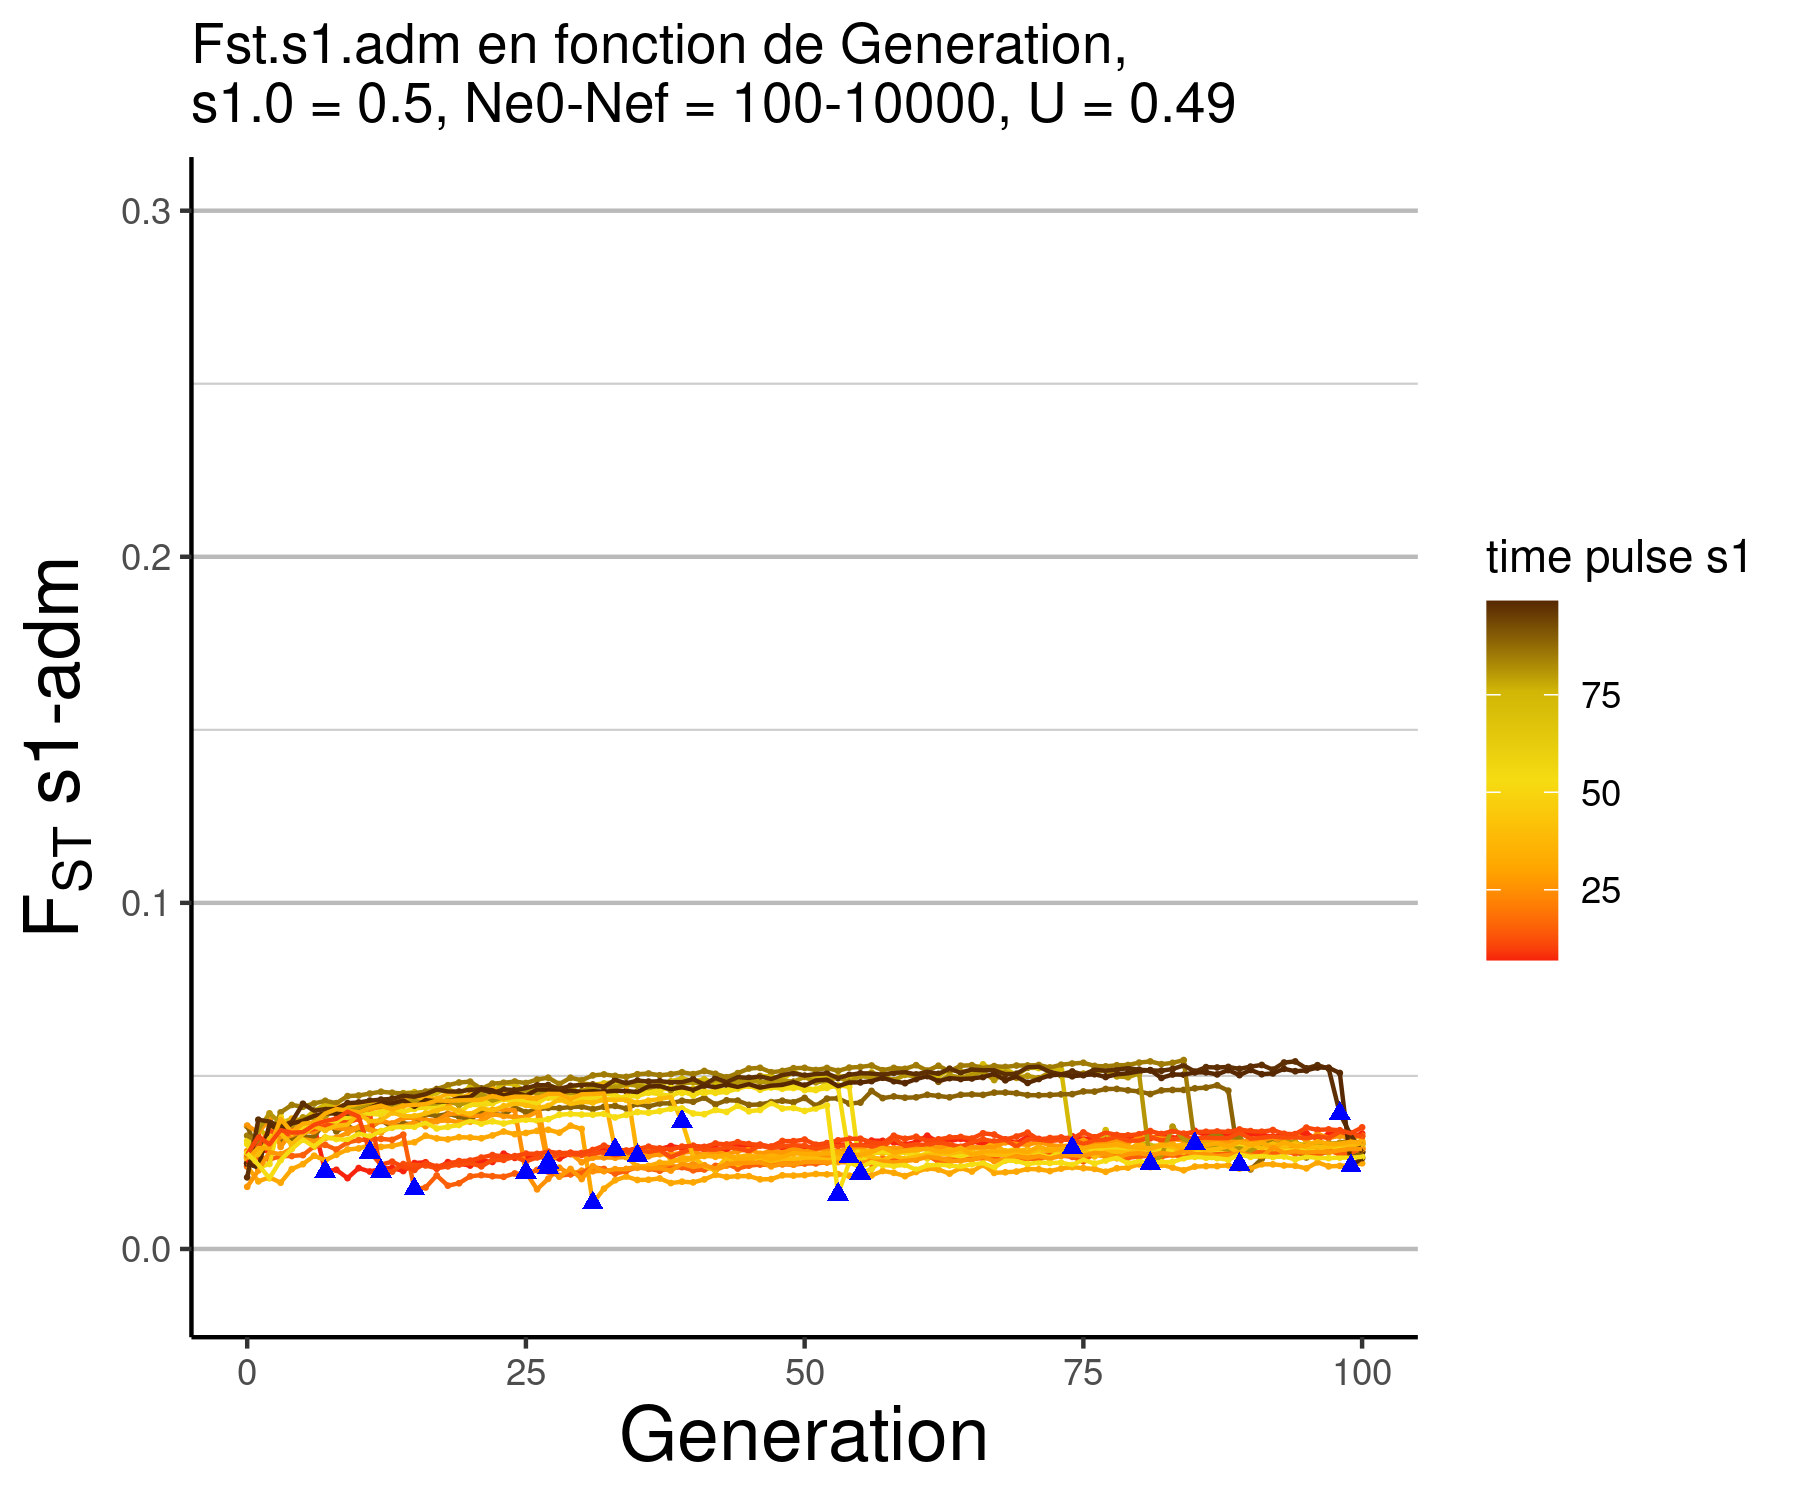 Fst.s1.adm en fonction de Generation,
s1.0 = 0.5, Ne0-Nef = 100-10000, U = 0.49
FST s1-adm
0.3
0.2
0.1
0.0
0
25
50
75
100
Generation
time pulse s1
75
50
25